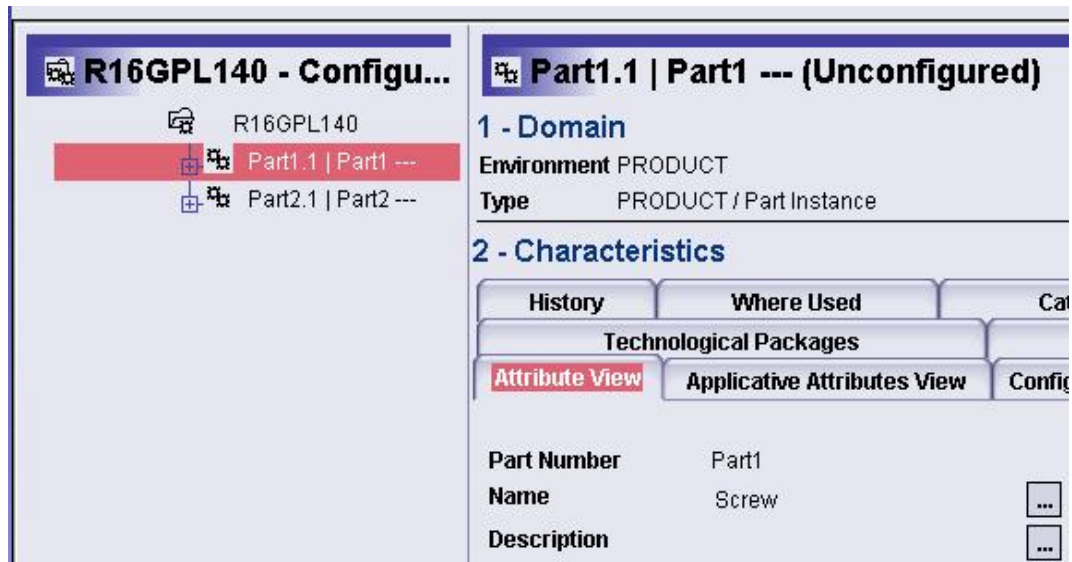 R16GPL140 - Configu...
R16GPL140
Part1.1 | Part1 ---
Part2.1 | Part2 ---
Part1.1 | Part1 --- (Unconfigured)
1 - Domain
Environment PRODUCT
Type PRODUCT / Part Instance
2 - Characteristics
History Where Used Cat
Technological Packages
Attribute View Applicative Attributes View Config
Part Number Part1
Name Screw ...
Description ...